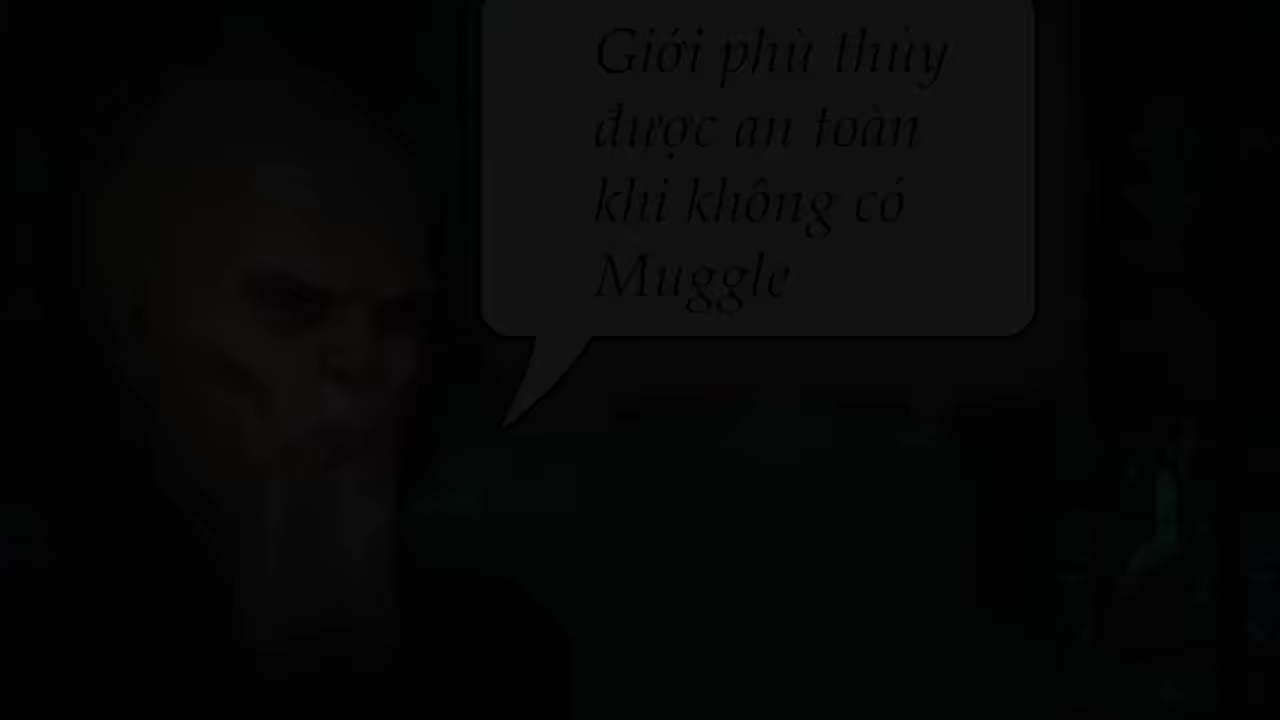 Giới phù thủy
được an toàn
khi không có
Muggle